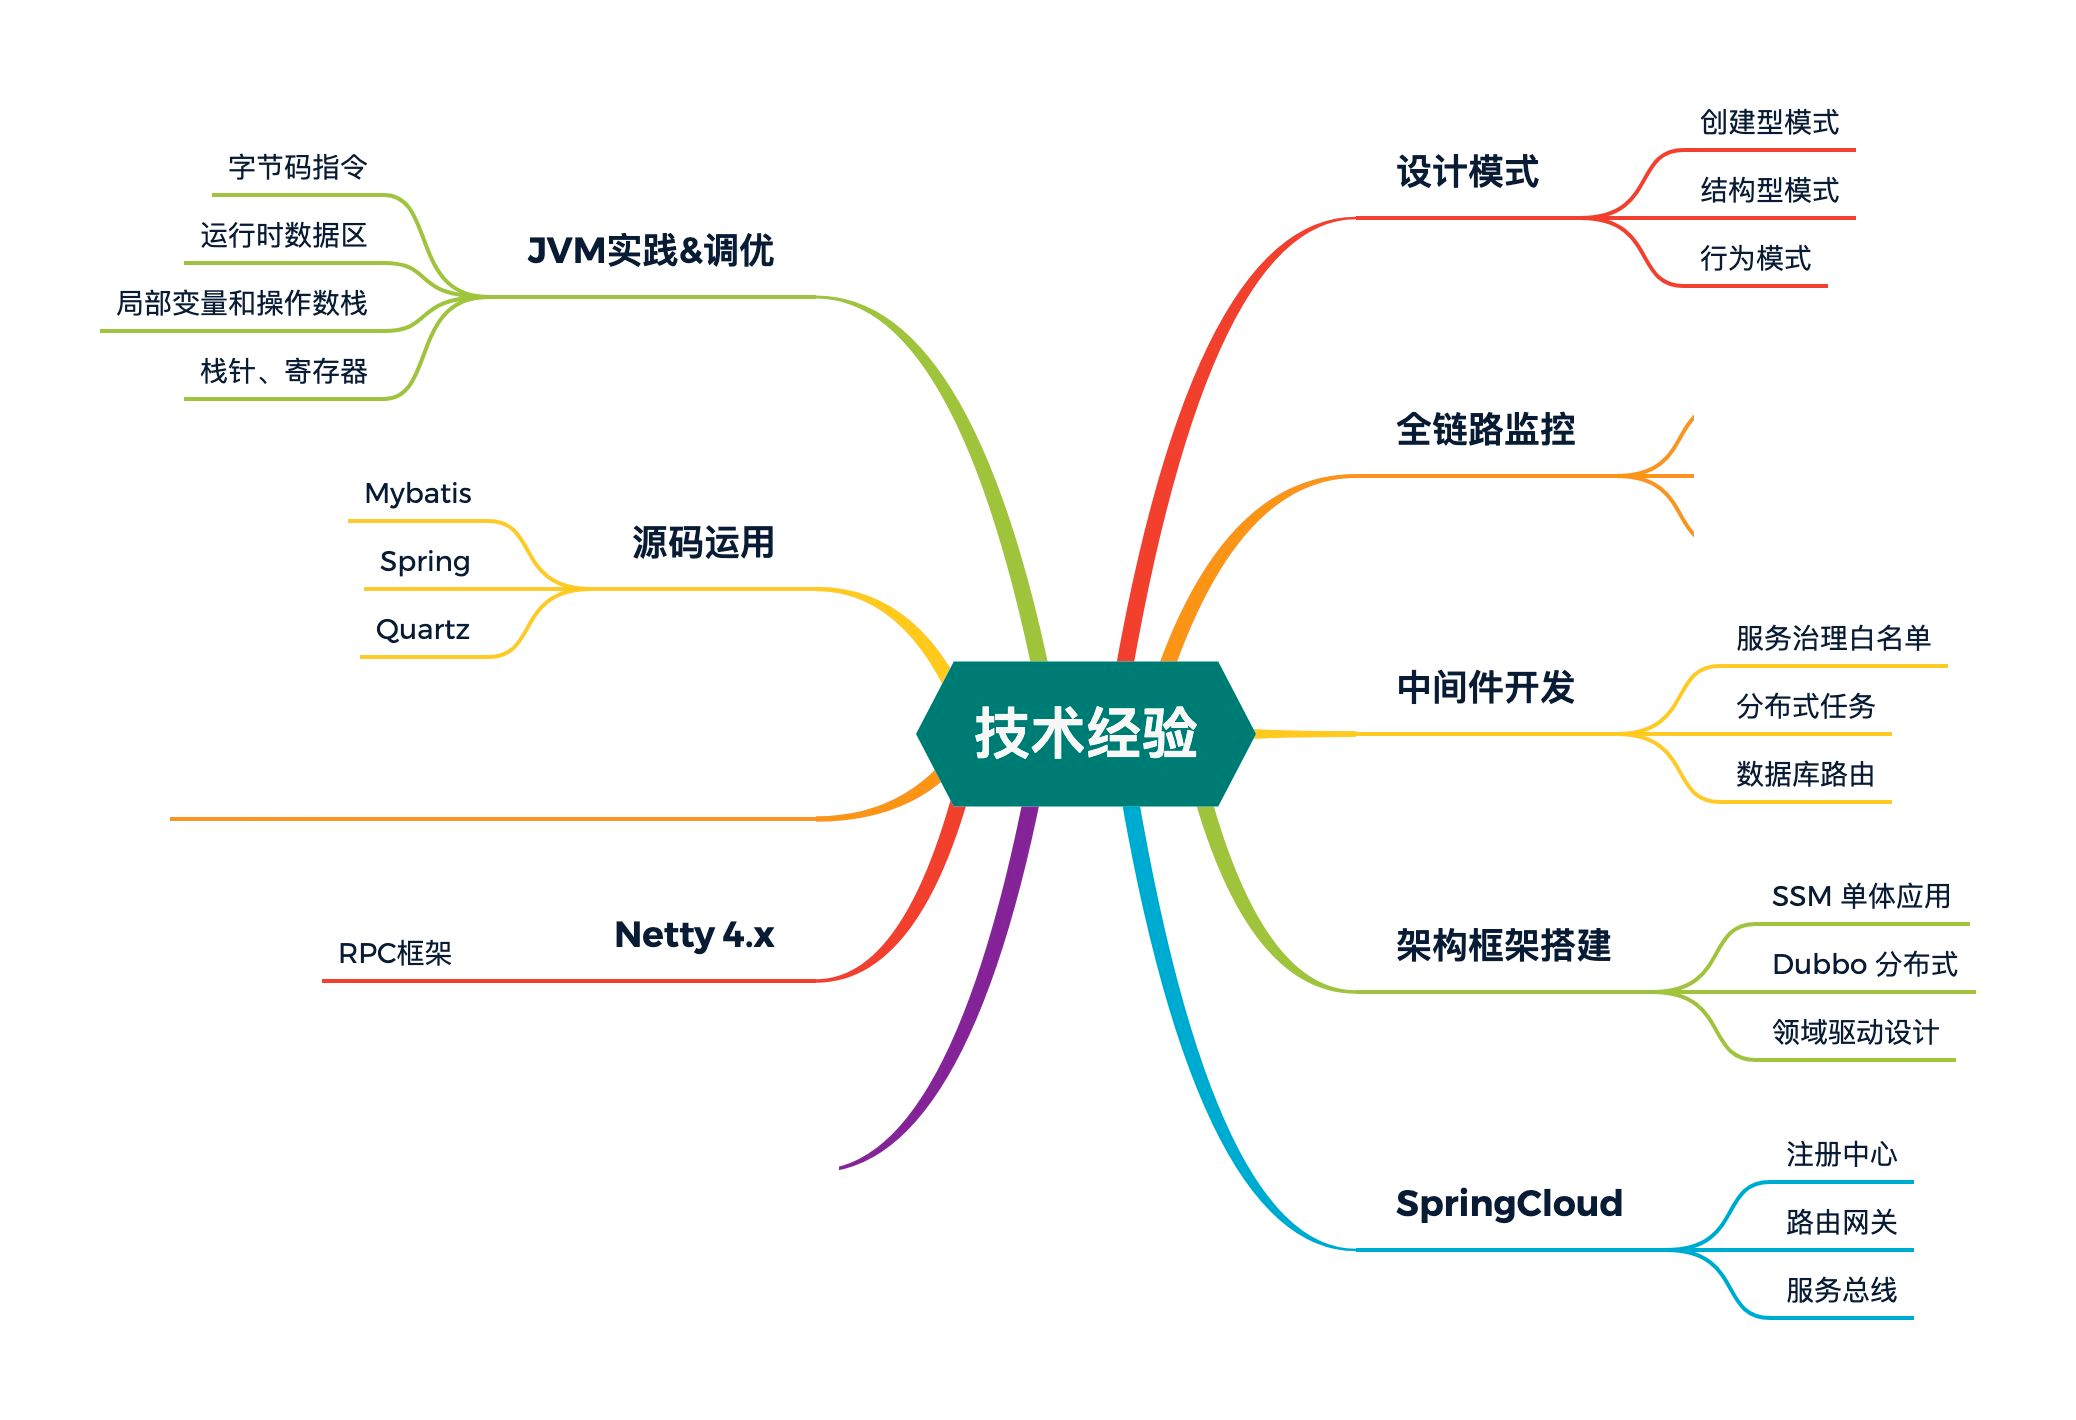 技术经验
设计模式
创建型模式
结构型模式
行为模式
全链路监控
中间件开发
服务治理白名单
分布式任务
数据库路由
架构框架搭建
SSM 单体应用
Dubbo 分布式
领域驱动设计
SpringCloud
注册中心
路由网关
服务总线
JVM实践&调优
字节码指令
运行时数据区
局部变量和操作数栈
栈针、寄存器
源码运用
Mybatis
Spring
Quartz
Netty 4.x
RPC框架